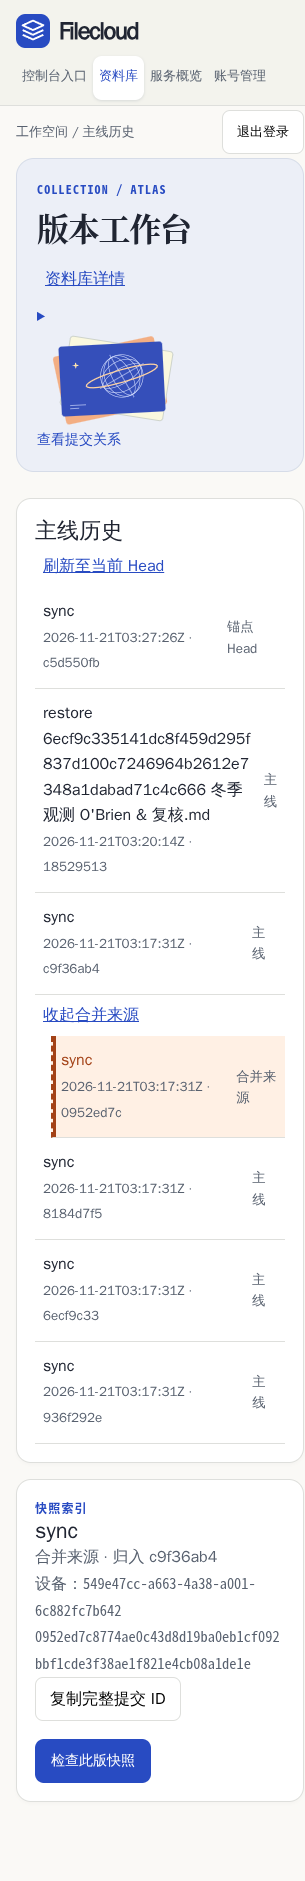 Filecloud
控制台入口 资料库 服务概览 账号管理
工作空间 / 主线历史
退出登录
COLLECTION / ATLAS
版本工作台
资料库详情
查看提交关系
主线历史
刷新至当前 Head
sync
2026-11-21T03:27:26Z ·
c5d550fb
锚点
Head
restore
6ecf9c335141dc8f459d295f
837d100c7246964b2612e7
348a1dabad71c4c666 冬季
观测 O'Brien & 复核.md
2026-11-21T03:20:14Z ·
18529513
主
线
sync
2026-11-21T03:17:31Z ·
c9f36ab4
主
线
收起合并来源
sync
2026-11-21T03:17:31Z ·
0952ed7c
合并来
源
sync
2026-11-21T03:17:31Z ·
8184d7f5
主
线
sync
2026-11-21T03:17:31Z ·
6ecf9c33
主
线
sync
2026-11-21T03:17:31Z ·
936f292e
主
线
快照索引
sync
合并来源 · 归入 c9f36ab4
设备：549e47cc-a663-4a38-a001-
6c882fc7b642
0952ed7c8774ae0c43d8d19ba0eb1cf092
bbf1cde3f38ae1f821e4cb08a1de1e
复制完整提交 ID
检查此版快照